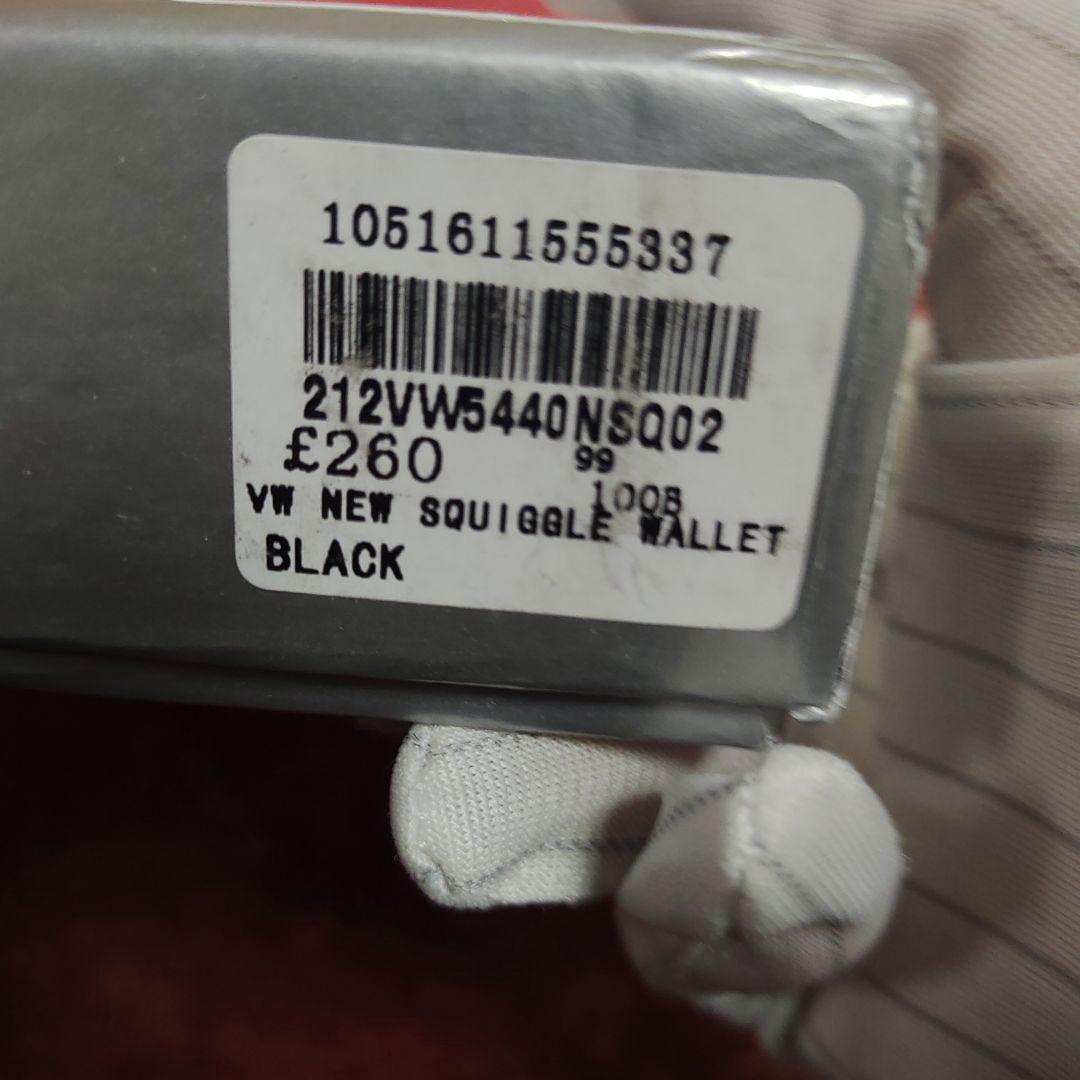 1051611555337
212VW5440NSQ02
£260 99
1008
VW NEW SQUIGGLE WALLET
BLACK